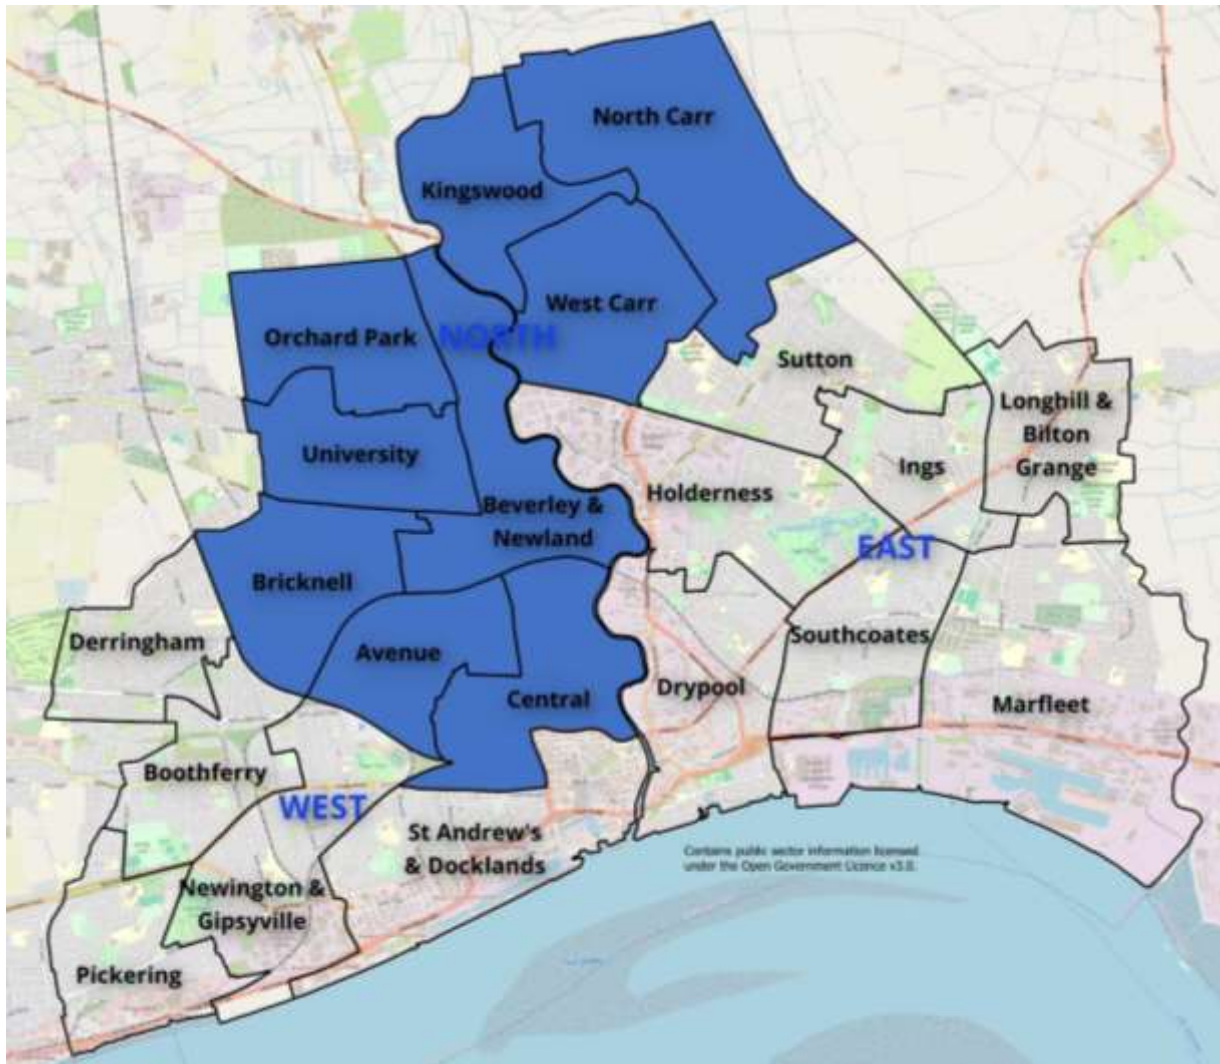 North Carr
Kingswood
West Carr
Orchard Park
NORTH
Sutton
Longhill &
Bilton
Grange
University
Ings
Holderness
Beverley &
Newland
EAST
Bricknell
Derringham
Avenue
Southcoates
Drypool
Central
Marfleet
Boothferry
WEST
St Andrew's
& Docklands
Contains public sector information licensed
under the Open Government Licence v3.0.
Newington &
Gipsyville
Pickering